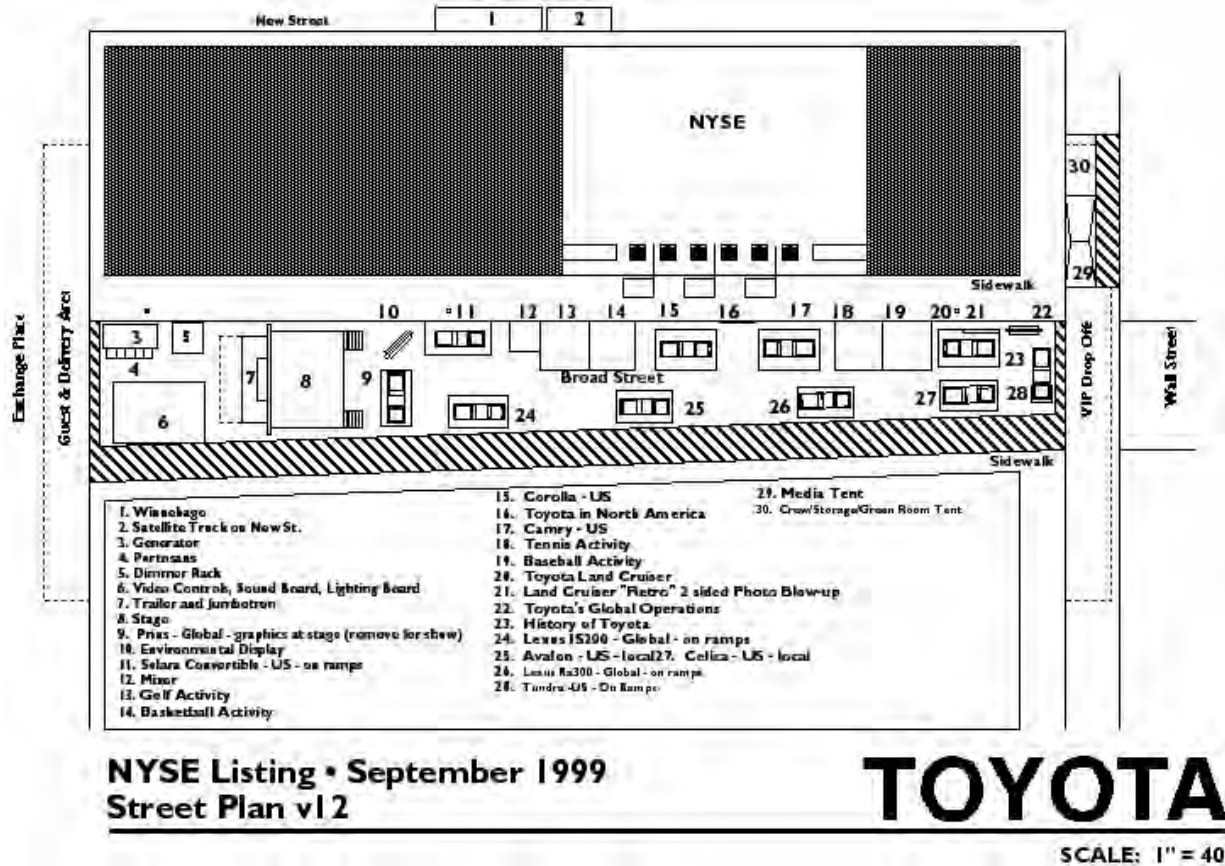 New Street
1 2
NYSE
30
29
Sidewalk
10 11 12 13 14 15 16 17 18 19 20 21 22
3 5
4
6
7
8
9
Broad Street
23
24 25 26 27 28
Sidewalk
Exchange Place
Guest & Delivery Area
VIP Drop Off
Wall Street
1. Winnebago
2. Satellite Truck on New St.
3. Generator
4. Portosans
5. Dimmer Rack
6. Video Controls, Sound Board, Lighting Board
7. Trailer and Jumbotron
8. Stage
9. Prius - Global - graphics at stage (remove for show)
10. Environmental Display
11. Solara Convertible - US - on ramps
12. Mixer
13. Golf Activity
14. Basketball Activity
15. Corolla - US
16. Toyota in North America
17. Camry - US
18. Tennis Activity
19. Baseball Activity
20. Toyota Land Cruiser
21. Land Cruiser "Retro" 2 sided Photo Blow-up
22. Toyota's Global Operations
23. History of Toyota
24. Lexus IS200 - Global - on ramps
25. Avalon - US - local27. Celica - US - local
26. Lexus Rx300 - Global - on ramps
28. Tundra -US - On Ramps
29. Media Tent
30. Crew/Storage/Green Room Tent
NYSE Listing • September 1999
Street Plan v12
TOYOTA
SCALE: 1" = 40